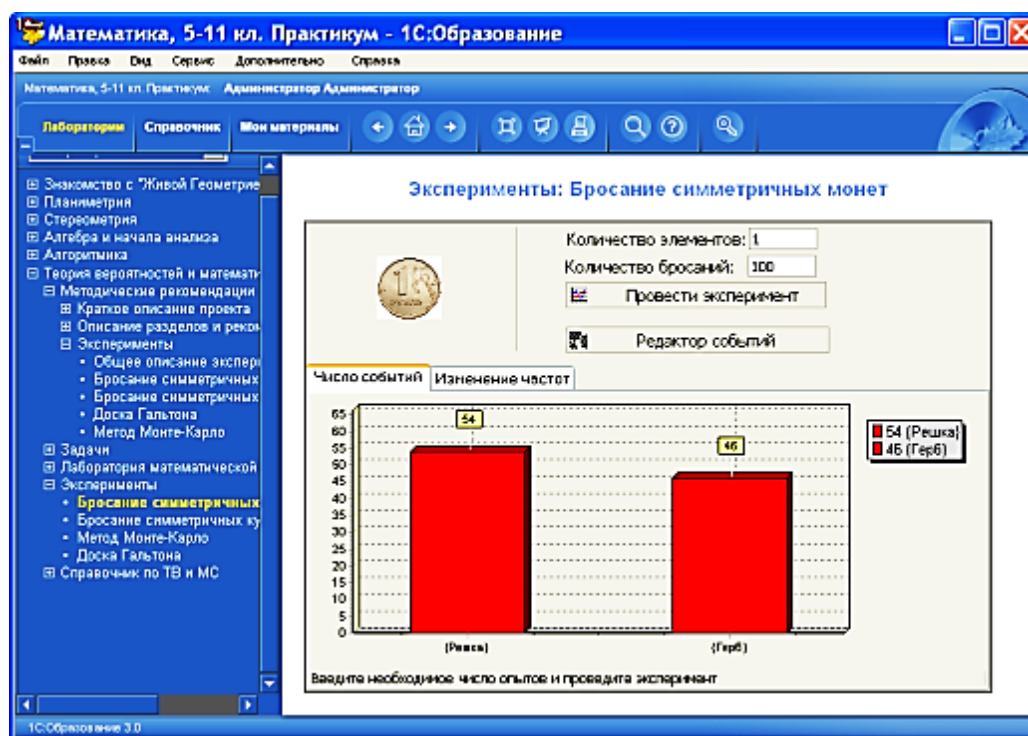 Математика, 5-11 кл. Практикум - 1С:Образование
Файл Правка Вид Сервис Дополнительно Справка
Математика, 5-11 кл. Практикум: Администратор Администратор
Лаборатории Справочник Мои материалы
Знакомство с "Живой Геометрие
Планиметрия
Стереометрия
Алгебра и начала анализа
Алгоритмика
Теория вероятностей и математи
Методические рекомендации
Краткое описание проекта
Описание разделов и реком
Эксперименты
Общее описание экспери
Бросание симметричных
Бросание симметричных
Доска Гальтона
Метод Монте-Карло
Задачи
Лаборатория математической
Эксперименты
Бросание симметричных
Бросание симметричных ку
Метод Монте-Карло
Доска Гальтона
Справочник по ТВ и МС
Эксперименты: Бросание симметричных монет
Количество элементов: 1
Количество бросаний: 100
Провести эксперимент
Редактор событий
Число событий Изменение частот
65
60
55
50
45
40
35
30
25
20
15
10
5
0
54
46
(Решка) (Герб)
54 (Решка)
46 (Герб)
Введите необходимое число опытов и проведите эксперимент
1С:Образование 3.0